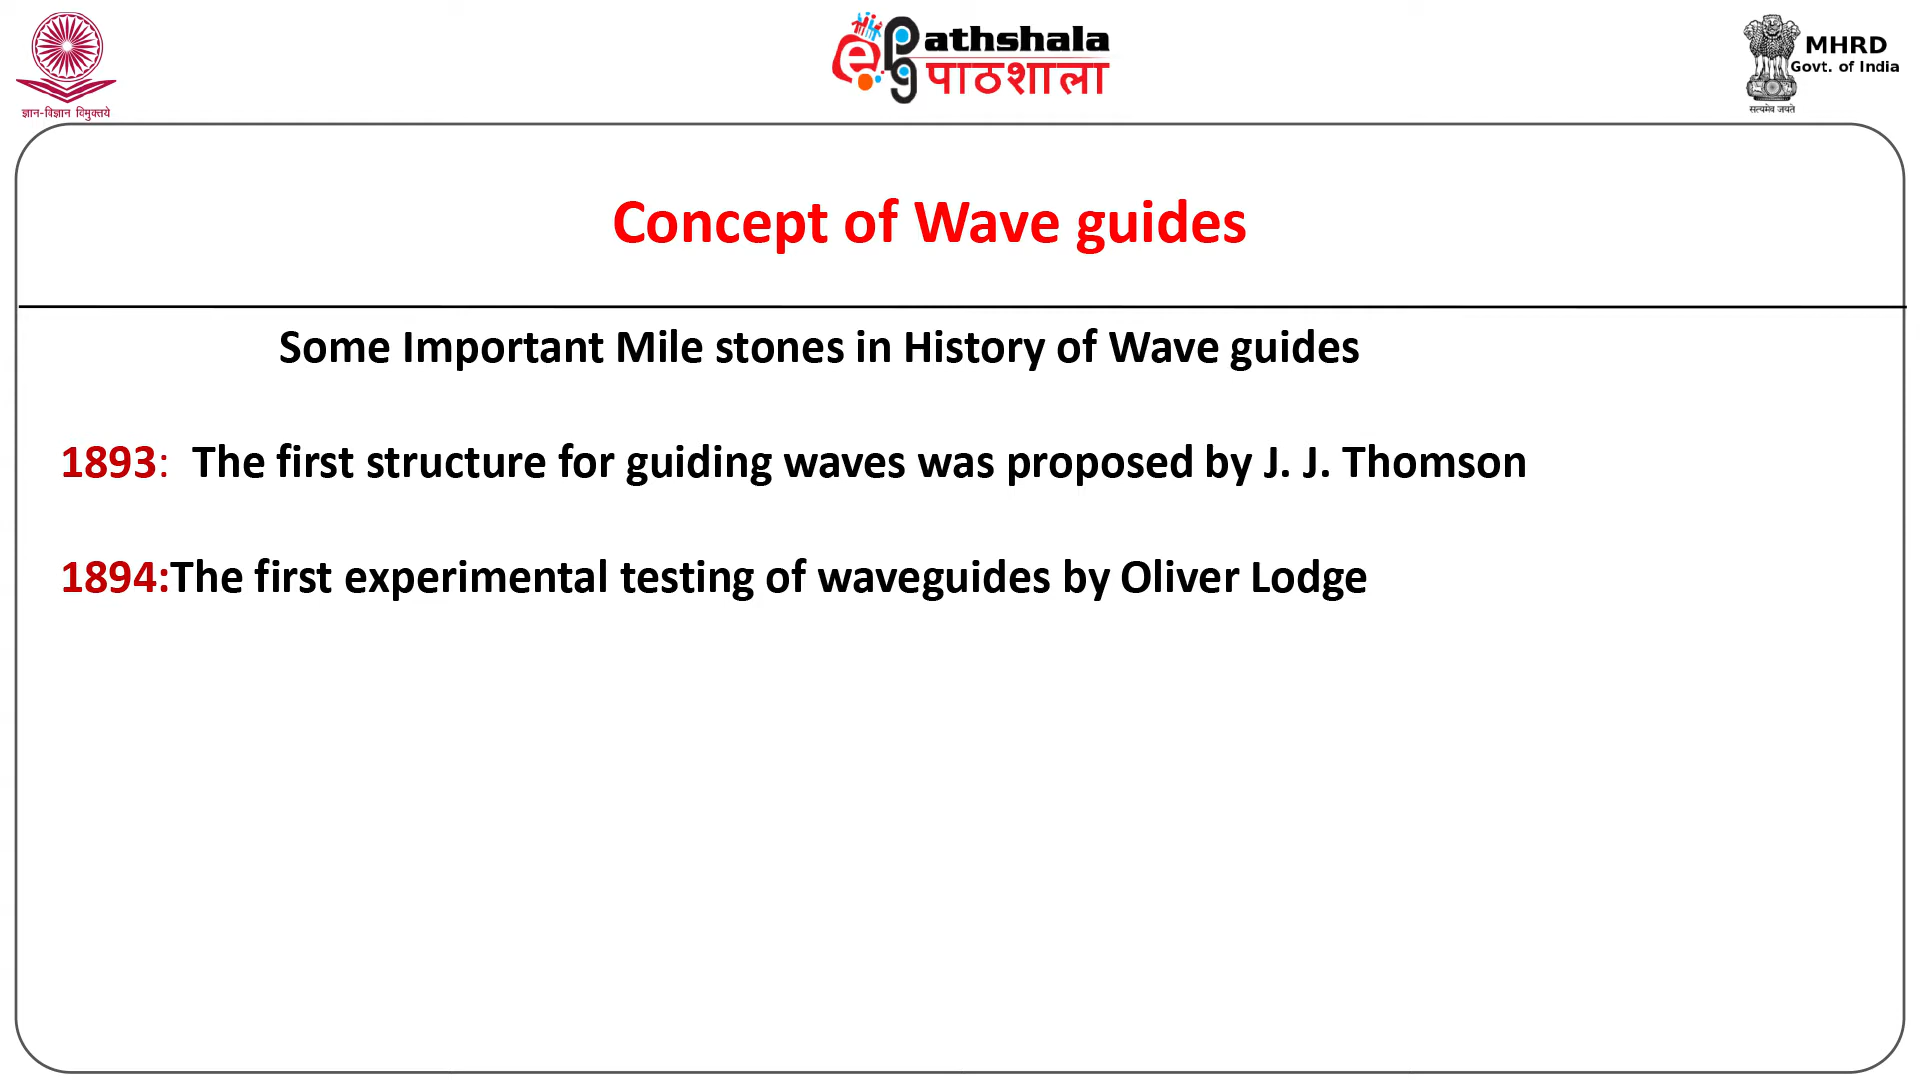 ज्ञान-विज्ञान विमुक्तये
ePathshala
पाठशाला
MHRD
Govt. of India
सत्यमेव जयते
Concept of Wave guides
Some Important Mile stones in History of Wave guides
1893: The first structure for guiding waves was proposed by J. J. Thomson
1894:The first experimental testing of waveguides by Oliver Lodge